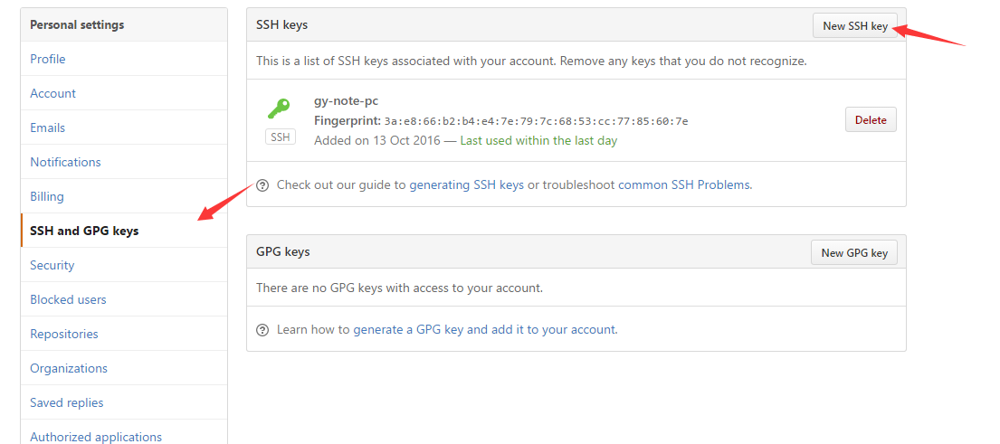 Personal settings
Profile
Account
Emails
Notifications
Billing
SSH and GPG keys
Security
Blocked users
Repositories
Organizations
Saved replies
Authorized applications
SSH keys
New SSH key
This is a list of SSH keys associated with your account. Remove any keys that you do not recognize.
SSH
gy-note-pc
Fingerprint: 3a:e8:66:b2:b4:e4:7e:79:7c:68:53:cc:77:85:60:7e
Added on 13 Oct 2016 — Last used within the last day
Delete
Check out our guide to generating SSH keys or troubleshoot common SSH Problems.
GPG keys
New GPG key
There are no GPG keys with access to your account.
Learn how to generate a GPG key and add it to your account.